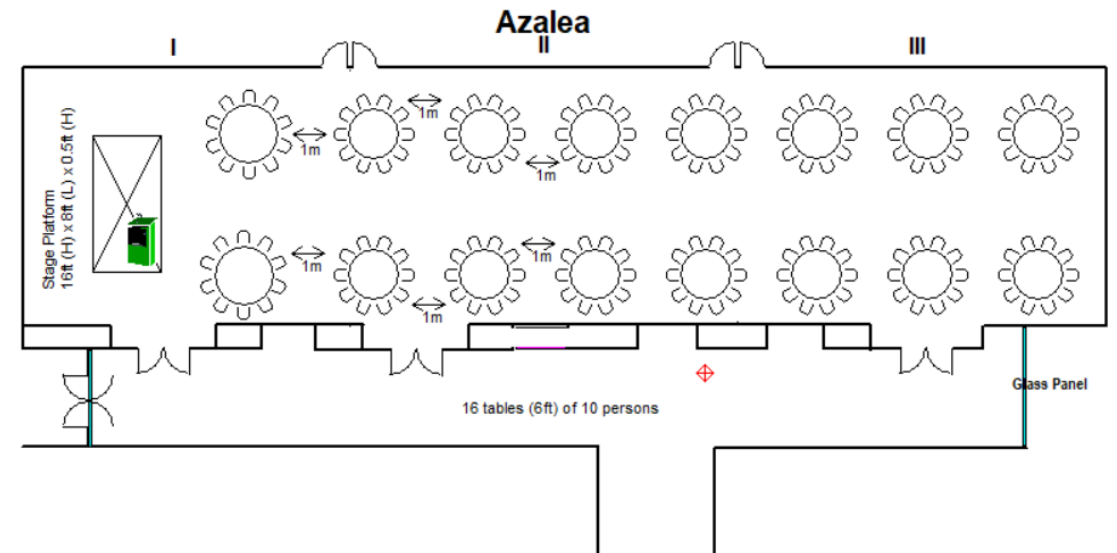 Azalea
I
II
III
1m
1m
1m
Stage Platform
16ft (H) x 8ft (L) x 0.5ft (H)
1m
1m
1m
Glass Panel
16 tables (6ft) of 10 persons